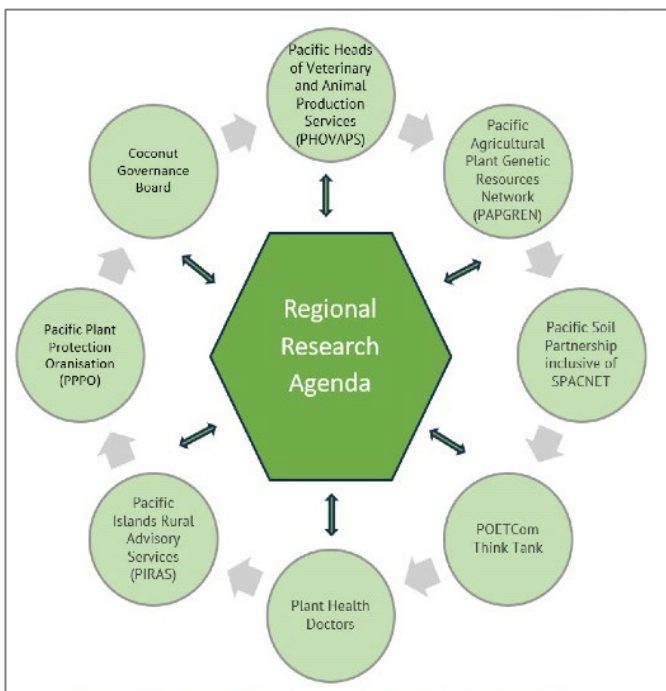 Pacific Heads
of Veterinary
and Animal
Production
Services
(PHOVAPS)
Pacific
Agricultural
Plant Genetic
Resources
Network
(PAPGREN)
Pacific Soil
Partnership
inclusive of
SPACNET
POETCom
Think Tank
Plant Health
Doctors
Pacific
Islands Rural
Advisory
Services
(PIRAS)
Pacific Plant
Protection
Oranisation
(PPPO)
Coconut
Governance
Board
Regional
Research
Agenda